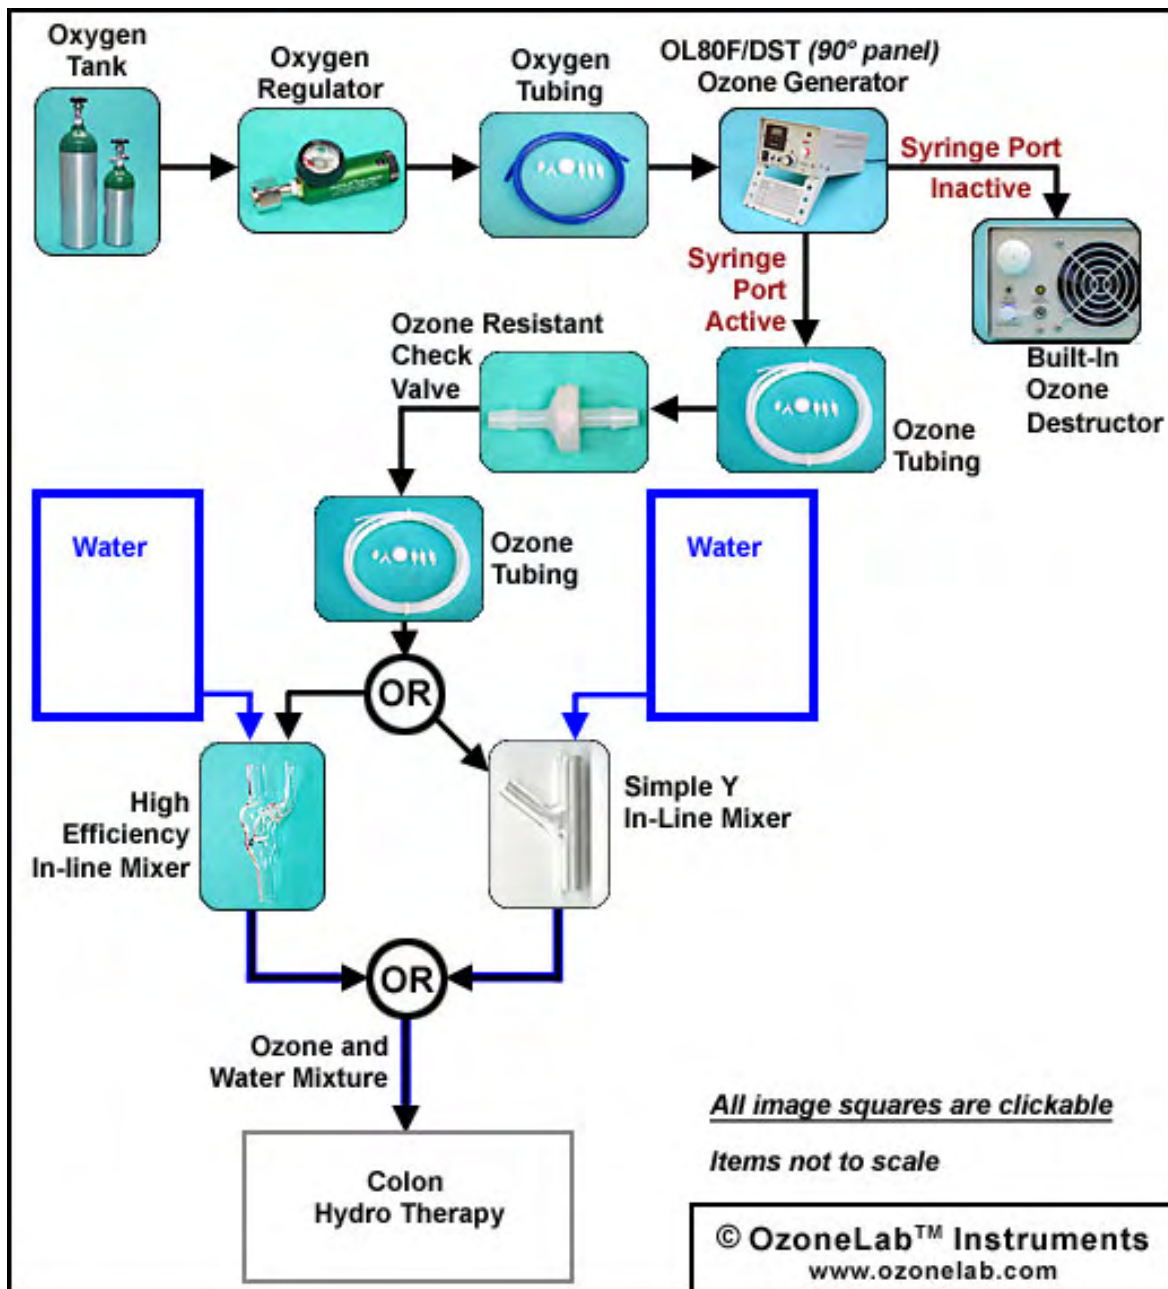 Oxygen
Tank
Oxygen
Regulator
Oxygen
Tubing
OL80F/DST (90° panel)
Ozone Generator
Syringe Port
Inactive
Syringe
Port
Active
Built-In
Ozone
Destructor
Ozone Resistant
Check
Valve
Ozone
Tubing
Ozone
Tubing
Water
Water
OR
High
Efficiency
In-line Mixer
Simple Y
In-Line Mixer
OR
Ozone and
Water Mixture
Colon
Hydro Therapy
All image squares are clickable
Items not to scale
© OzoneLab™ Instruments
www.ozonelab.com